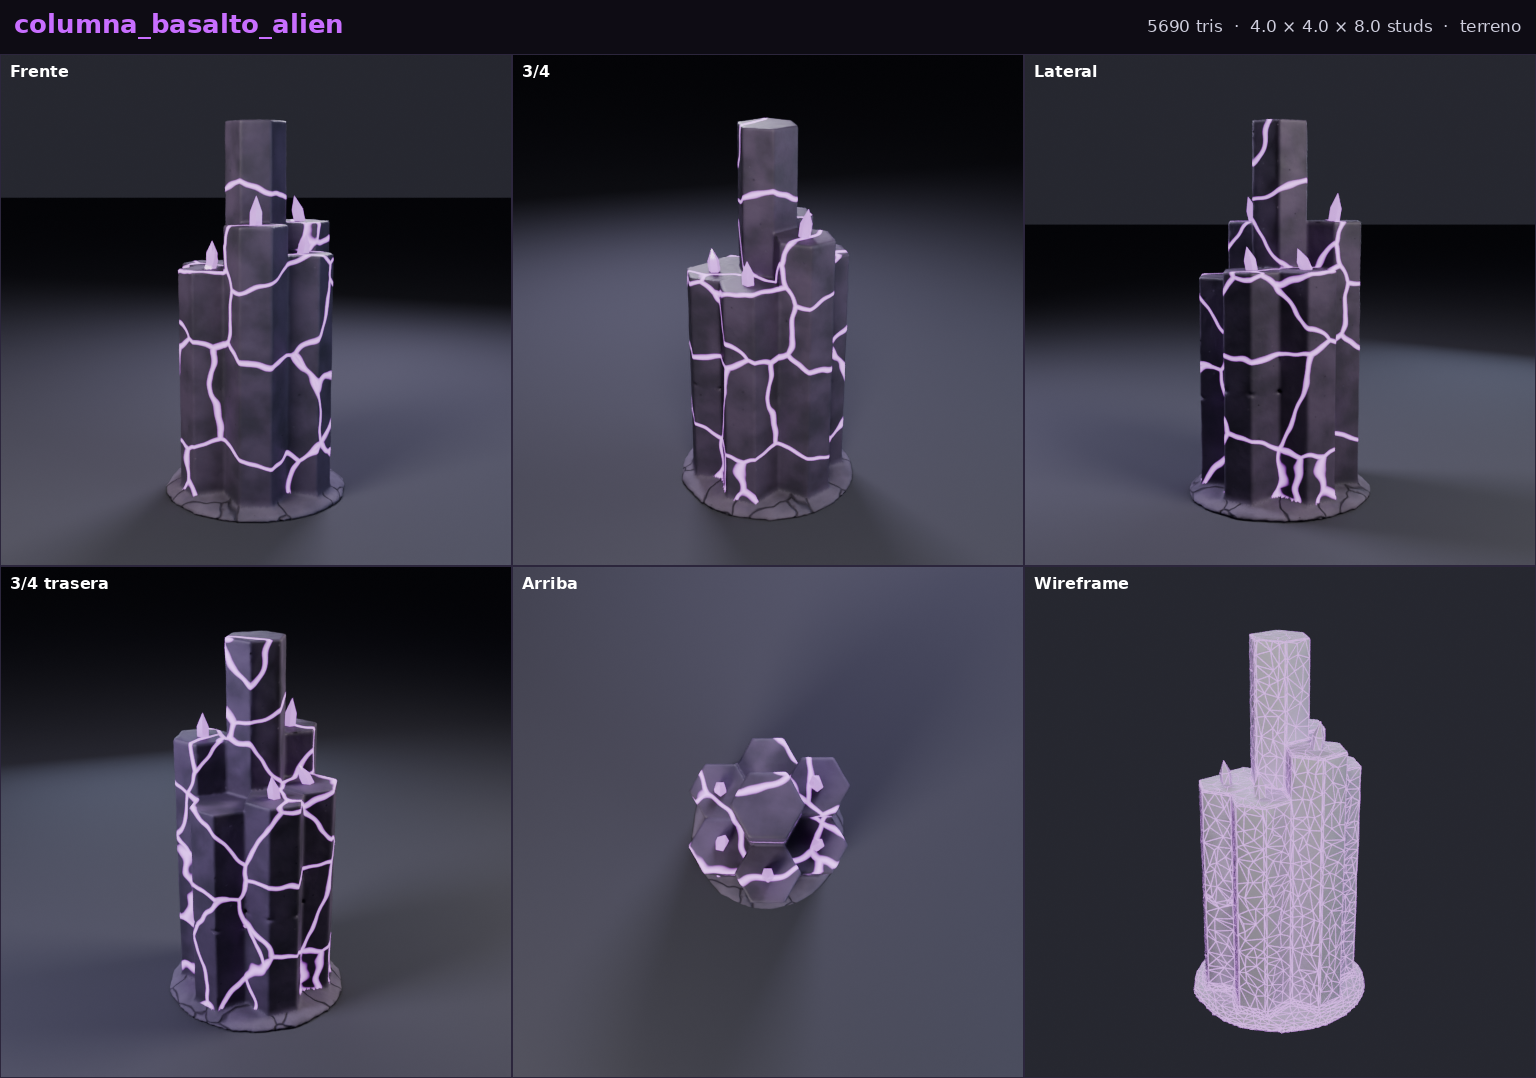 columna_basalto_alien
5690 tris · 4.0 × 4.0 × 8.0 studs · terreno
Frente
3/4
Lateral
3/4 trasera
Arriba
Wireframe